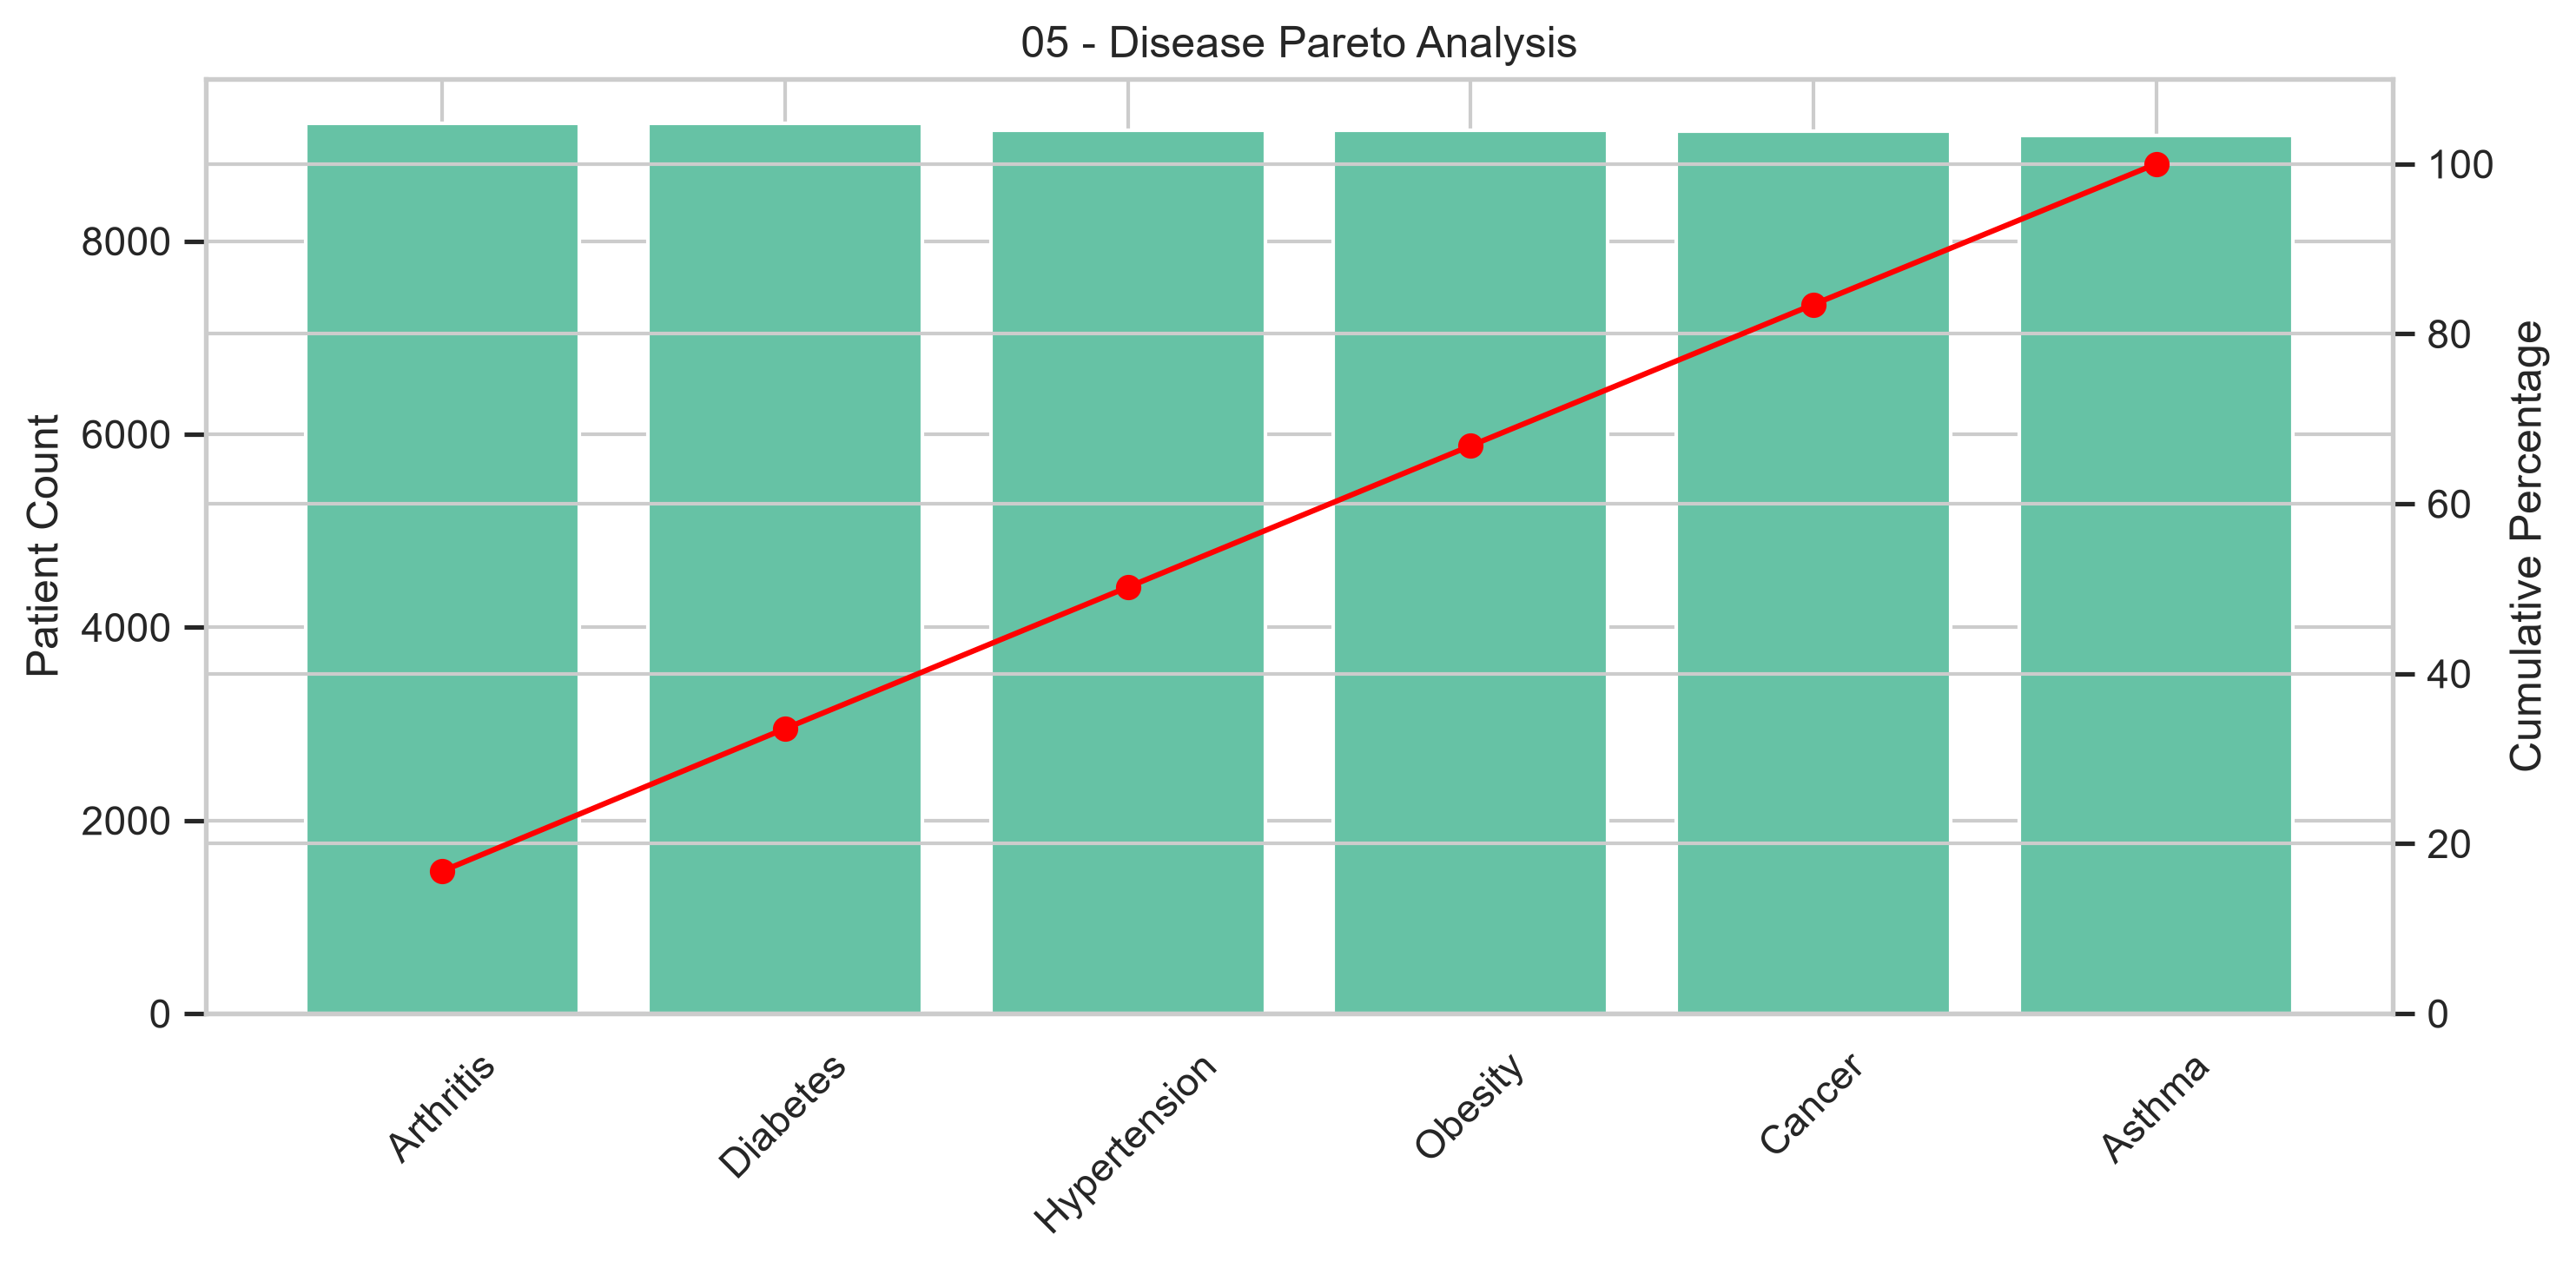 05 - Disease Pareto Analysis
Patient Count
8000
6000
4000
2000
0
100
80
60
40
20
0
Cumulative Percentage
Arthritis
Diabetes
Hypertension
Obesity
Cancer
Asthma